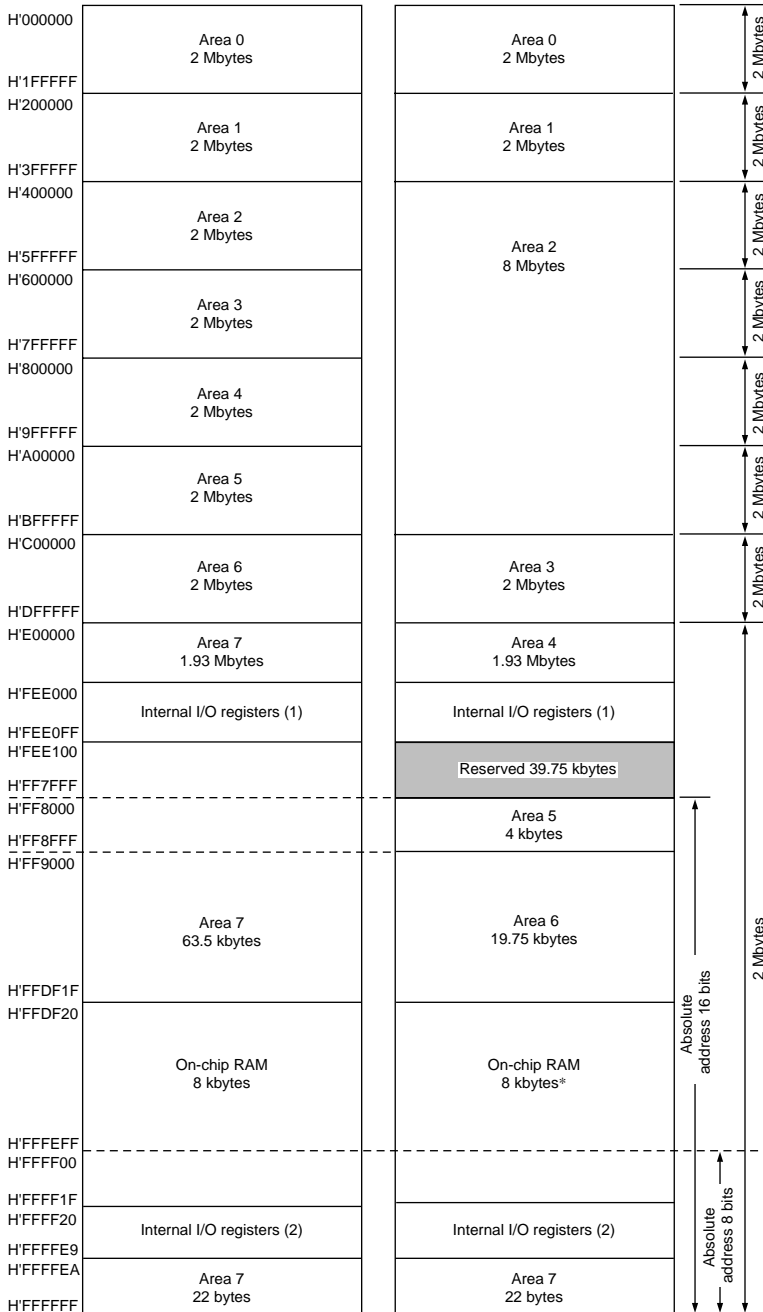 H'000000
Area 0
2 Mbytes
Area 0
2 Mbytes
2 Mbytes
H'1FFFFF
H'200000
Area 1
2 Mbytes
Area 1
2 Mbytes
2 Mbytes
H'3FFFFF
H'400000
Area 2
2 Mbytes
Area 2
8 Mbytes
2 Mbytes
H'5FFFFF
H'600000
Area 3
2 Mbytes
2 Mbytes
H'7FFFFF
H'800000
Area 4
2 Mbytes
2 Mbytes
H'9FFFFF
H'A00000
Area 5
2 Mbytes
2 Mbytes
H'BFFFFF
H'C00000
Area 6
2 Mbytes
Area 3
2 Mbytes
2 Mbytes
H'DFFFFF
H'E00000
Area 7
1.93 Mbytes
Area 4
1.93 Mbytes
H'FEE000
Internal I/O registers (1)
Internal I/O registers (1)
H'FEE0FF
H'FEE100
Reserved 39.75 kbytes
H'FF7FFF
H'FF8000
Area 5
4 kbytes
H'FF8FFF
H'FF9000
Area 7
63.5 kbytes
Area 6
19.75 kbytes
2 Mbytes
H'FFDF1F
H'FFDF20
Absolute
address 16 bits
On-chip RAM
8 kbytes
On-chip RAM
8 kbytes*
H'FFFEFF
H'FFFF00
H'FFFF1F
H'FFFF20
Internal I/O registers (2)
Internal I/O registers (2)
Absolute
address 8 bits
H'FFFFE9
H'FFFFEA
Area 7
22 bytes
Area 7
22 bytes
H'FFFFFF